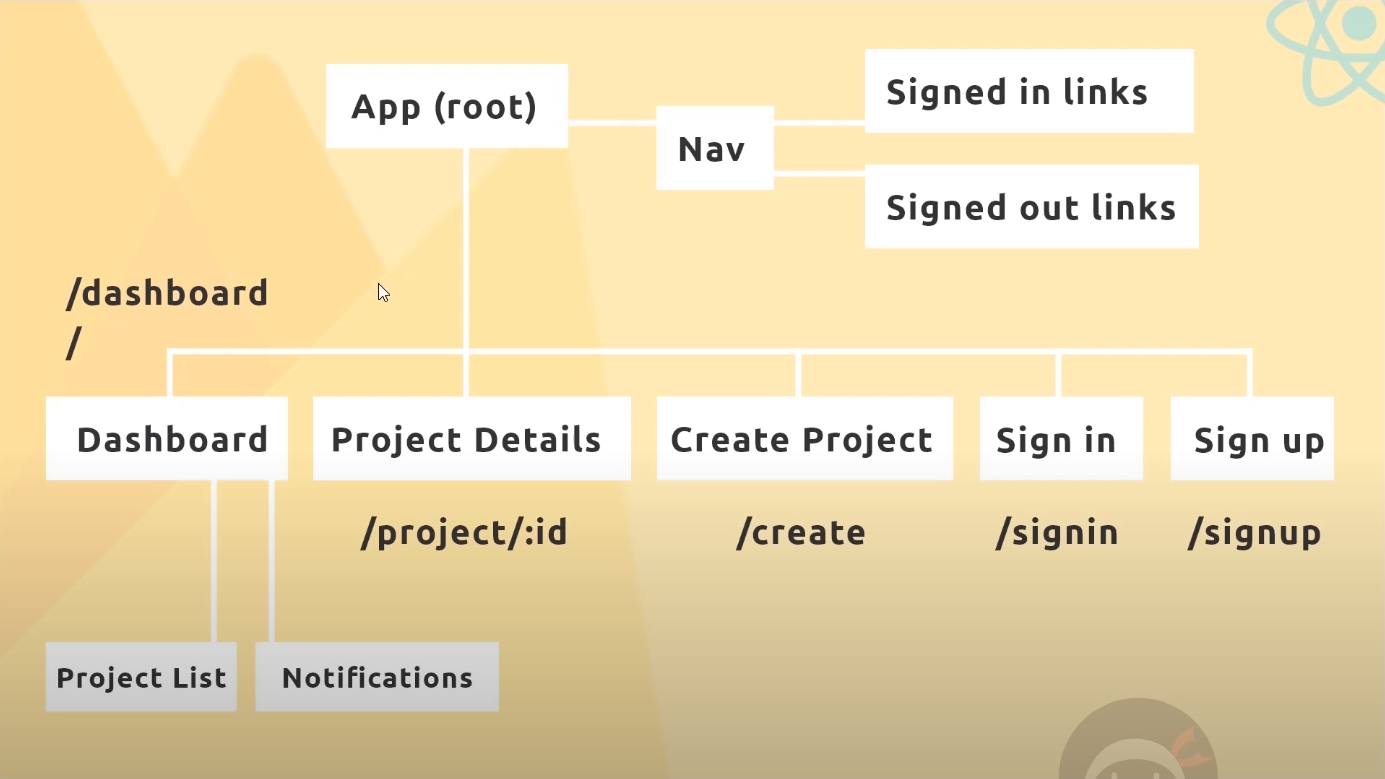 App (root)
Nav
Signed in links
Signed out links
/dashboard
/
Dashboard
Project Details
Create Project
Sign in
Sign up
/project/:id
/create
/signin
/signup
Project List
Notifications